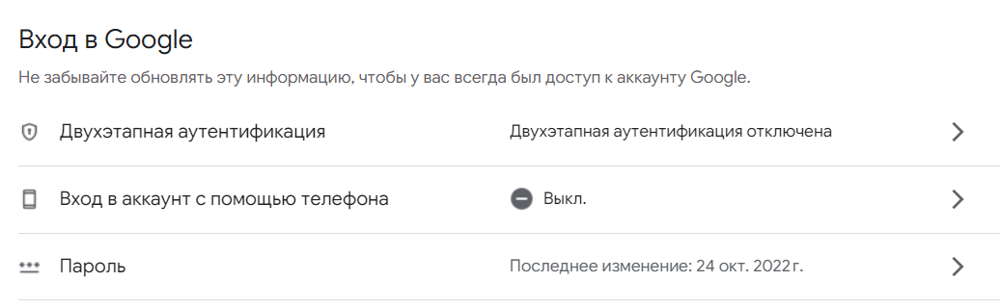 Вход в Google
Не забывайте обновлять эту информацию, чтобы у вас всегда был доступ к аккаунту Google.
Двухэтапная аутентификация Двухэтапная аутентификация отключена
Вход в аккаунт с помощью телефона Выкл.
Пароль Последнее изменение: 24 окт. 2022 г.